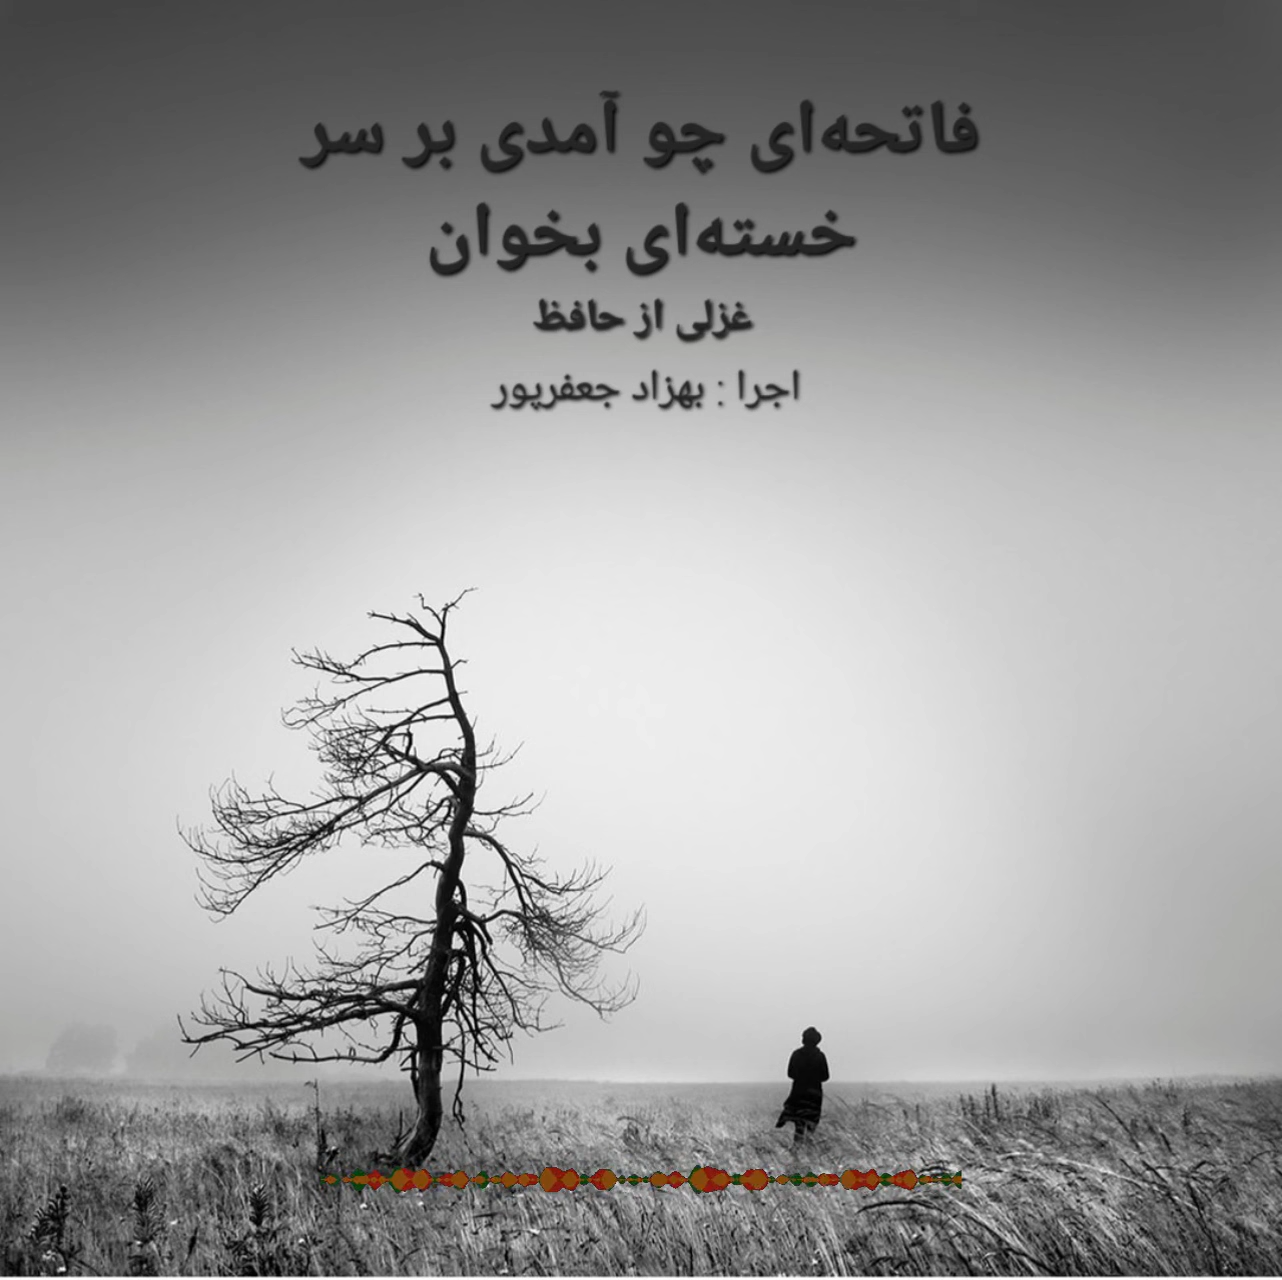 فاتحه‌ای چو آمدی بر سر
خسته‌ای بخوان
غزلی از حافظ
اجرا : بهزاد جعفرپور